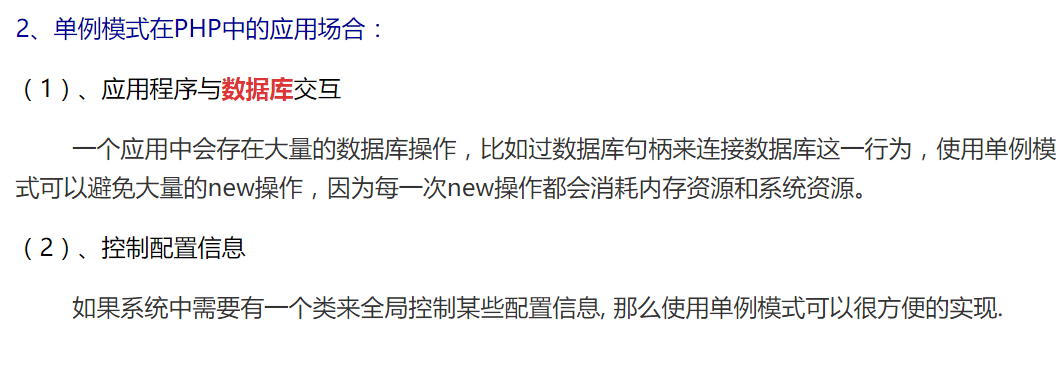 2、单例模式在PHP中的应用场合：
（1）、应用程序与数据库交互
一个应用中会存在大量的数据库操作，比如过数据库句柄来连接数据库这一行为，使用单例模
式可以避免大量的new操作，因为每一次new操作都会消耗内存资源和系统资源。
（2）、控制配置信息
如果系统中需要有一个类来全局控制某些配置信息, 那么使用单例模式可以很方便的实现.